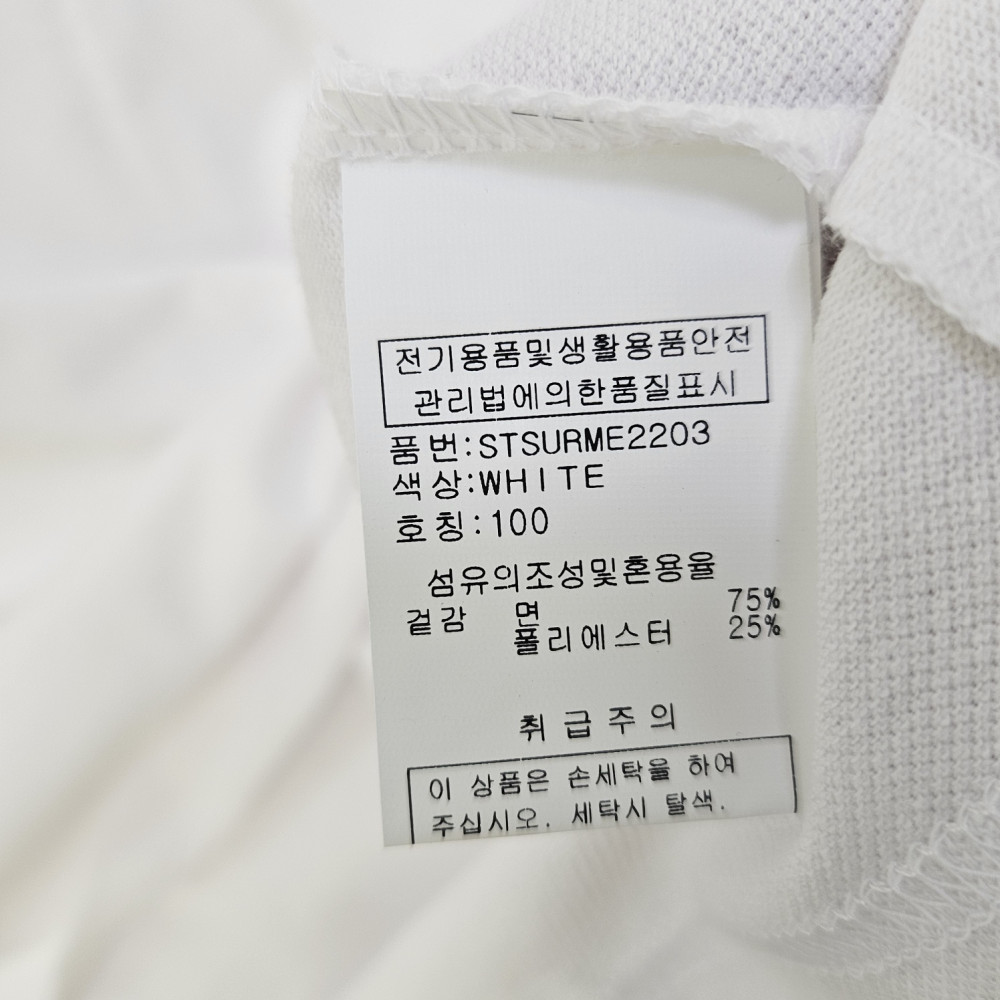 전기용품및생활용품안전
관리법에의한품질표시
품번:STSURME2203
색상:WHITE
호칭:100
섬유의조성및혼용율
겉감 면 75%
폴리에스터 25%
취급주의
이 상품은 손세탁을 하여
주십시오. 세탁시 탈색.